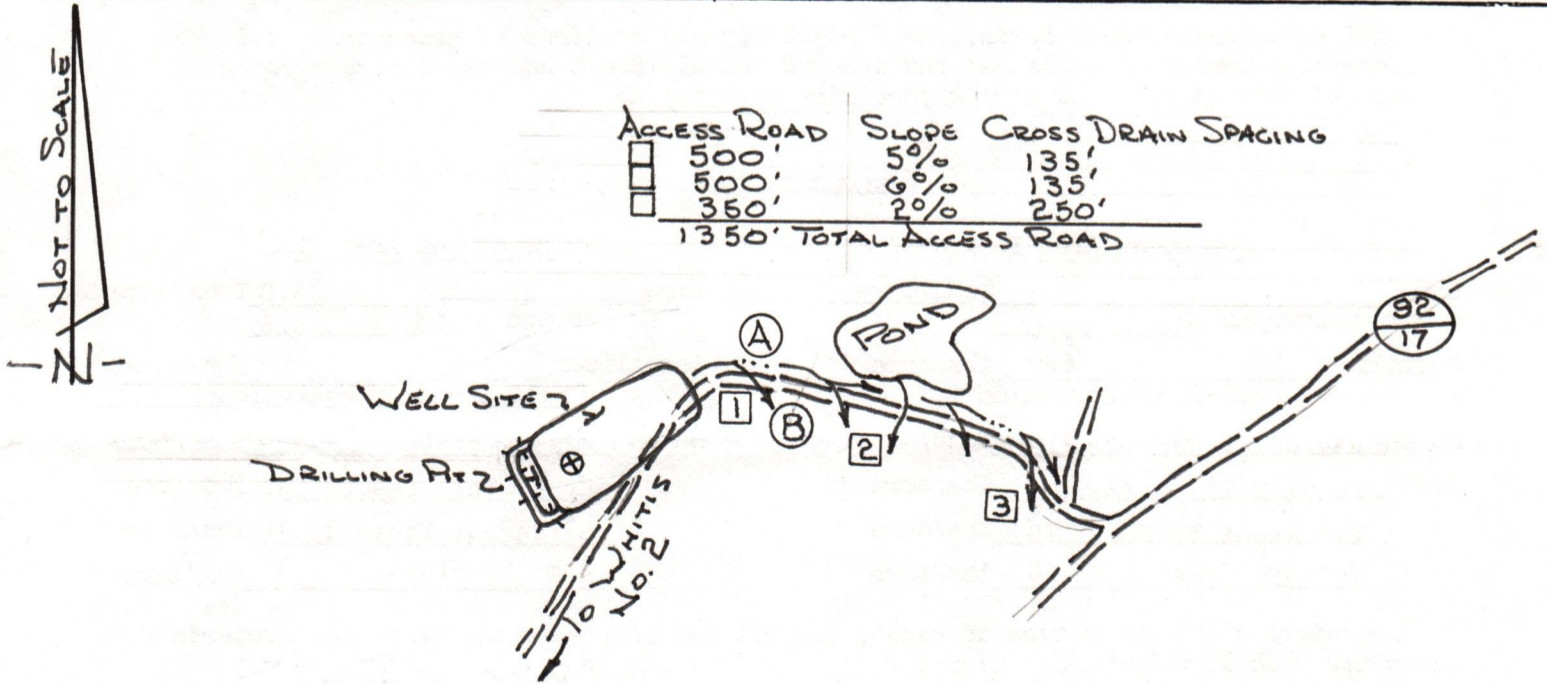 NOT TO SCALE
N
ACCESS ROAD SLOPE CROSS DRAIN SPACING
500' 5% 135'
500' 6% 135'
350' 2% 250'
1350' TOTAL ACCESS ROAD
92
17
POND
A
WELL SITE
1
B
2
DRILLING PIT
3
TO WHITIS
NO. 2